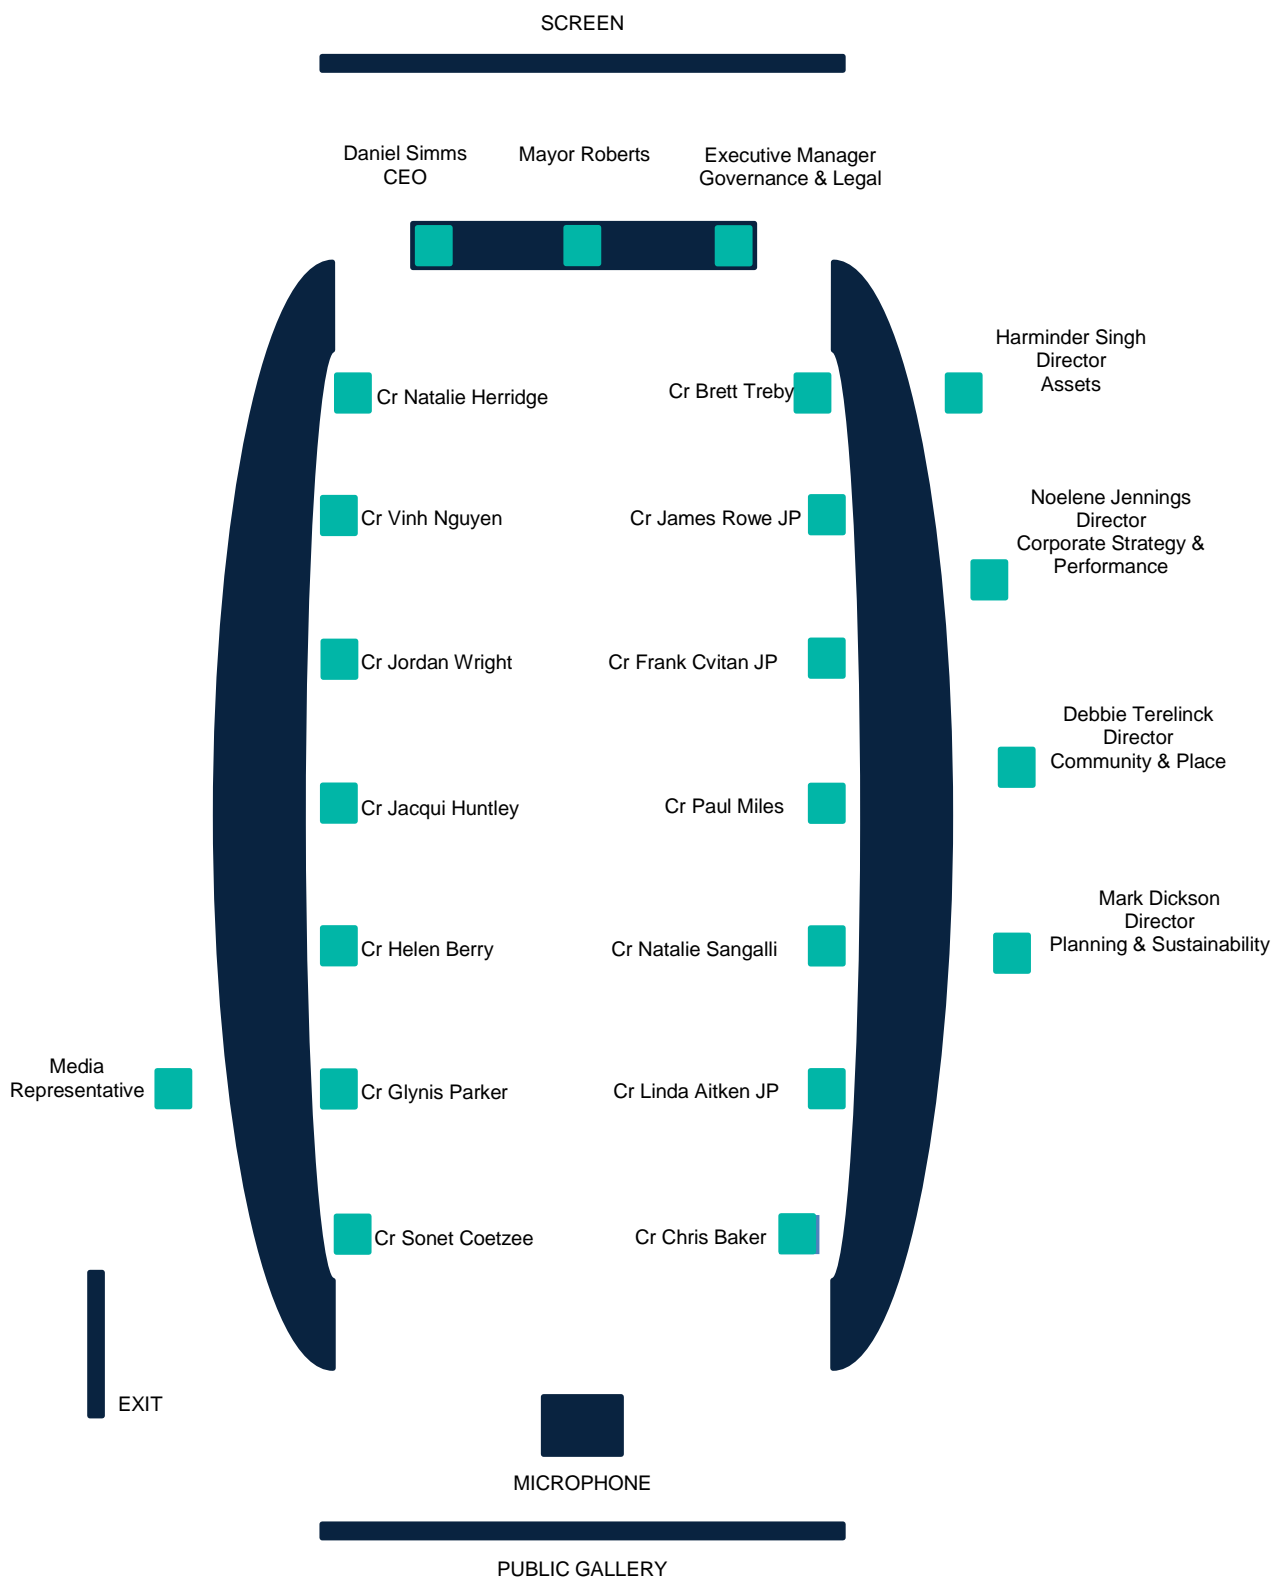 SCREEN
Daniel Simms
CEO
Mayor Roberts
Executive Manager
Governance & Legal
Harminder Singh
Director
Assets
Cr Natalie Herridge
Cr Brett Treby
Noelene Jennings
Director
Corporate Strategy &
Performance
Cr Vinh Nguyen
Cr James Rowe JP
Cr Jordan Wright
Cr Frank Cvitan JP
Debbie Terelinck
Director
Community & Place
Cr Jacqui Huntley
Cr Paul Miles
Mark Dickson
Director
Planning & Sustainability
Cr Helen Berry
Cr Natalie Sangalli
Media
Representative
Cr Glynis Parker
Cr Linda Aitken JP
Cr Sonet Coetzee
Cr Chris Baker
EXIT
MICROPHONE
PUBLIC GALLERY